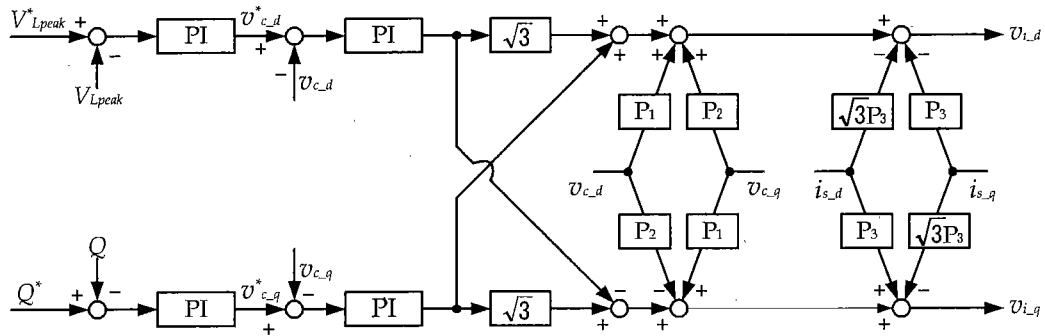 V*Lpeak + − PI v*c_d + PI √3 + + + + vi_d
− + + − −
VLpeak − vc_d P1 P2 √3P3 P3
vc_d vc_q is_d is_q
P2 P1 P3 √3P3
Q vc_q
Q* + − PI v*c_q − PI √3 − − + + − vi_q
+ + − + +